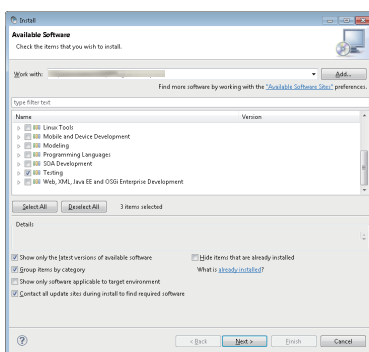 Install
Available Software
Check the items that you wish to install.
Work with:
Add...
Find more software by working with the "Available Software Sites" preferences.
type filter text
Name Version
Linux Tools
Mobile and Device Development
Modeling
Programming Languages
SOA Development
Testing
Web, XML, Java EE and OSGi Enterprise Development
Select All Deselect All 3 items selected
Details
Show only the latest versions of available software Hide items that are already installed
Group items by category What is already installed?
Show only software applicable to target environment
Contact all update sites during install to find required software
? < Back Next > Finish Cancel